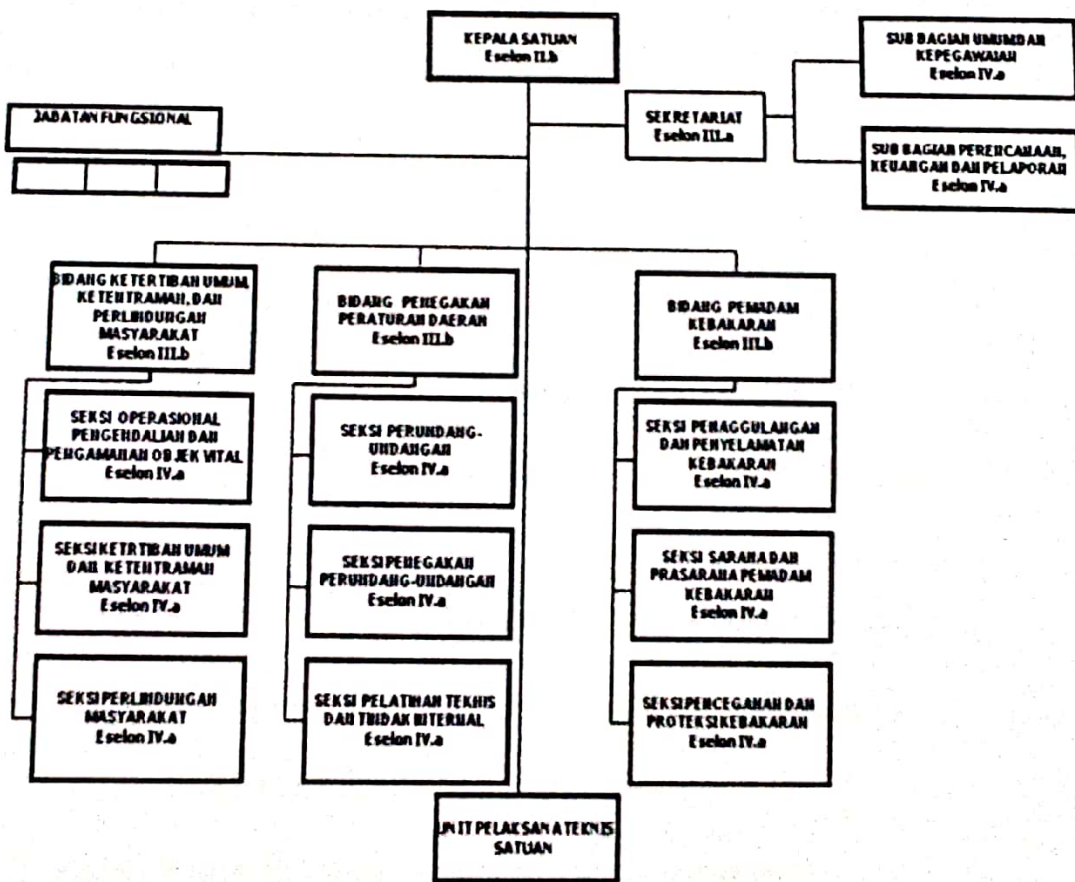 KEPALA SATUAN
Eselon II.b
SUB BAGIAN UMUM DAN
KEPEGAWAIAN
Eselon IV.a
JABATAN FUNGSIONAL
SEKRETARIAT
Eselon III.a
SUB BAGIAN PERENCANAAN,
KEUANGAN DAN PELAPORAN
Eselon IV.a
BIDANG KETERTIBAN UMUM,
KETENTRAMAN, DAN
PERLINDUNGAN
MASYARAKAT
Eselon III.b
BIDANG PENEGAKAN
PERATURAN DAERAH
Eselon III.b
BIDANG PEMADAM
KEBAKARAN
Eselon III.b
SEKSI OPERASIONAL
PENGENDALIAN DAN
PENGAMANAN OBJEK VITAL
Eselon IV.a
SEKSI PERUNDANG-
UNDANGAN
Eselon IV.a
SEKSI PENAGGULANGAN
DAN PENYELAMATAN
KEBAKARAN
Eselon IV.a
SEKSI KETRTIBAN UMUM
DAN KETENTRAMAN
MASYARAKAT
Eselon IV.a
SEKSI PENEGAKAN
PERUNDANG-UNDANGAN
Eselon IV.a
SEKSI SARANA DAN
PRASARANA PEMADAM
KEBAKARAN
Eselon IV.a
SEKSI PERLINDUNGAN
MASYARAKAT
Eselon IV.a
SEKSI PELATIHAN TEKNIS
DAN TNIDAK INTERNAL
Eselon IV.a
SEKSI PENCEGAHAN DAN
PROTEKSI KEBAKARAN
Eselon IV.a
UNIT PELAKSANA TEKNIS
SATUAN